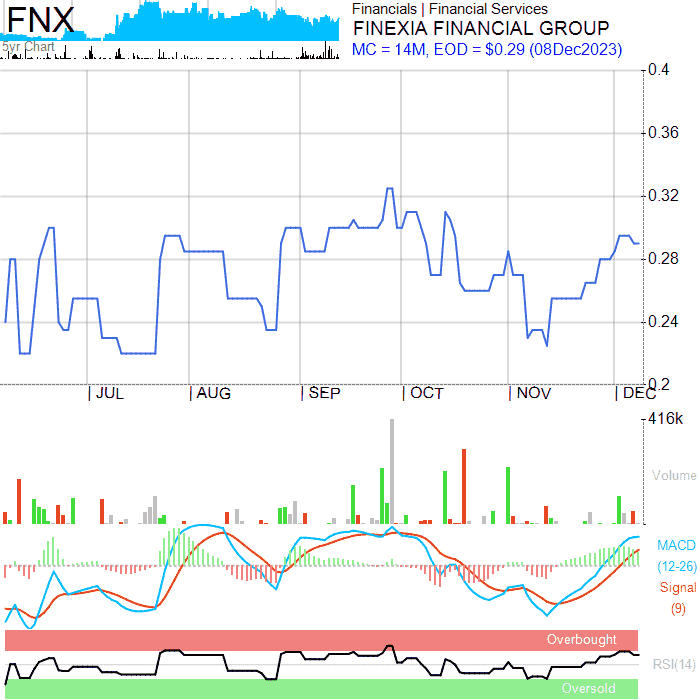 FNX
5yr Chart
Financials | Financial Services
FINEXIA FINANCIAL GROUP
MC = 14M, EOD = $0.29 (08Dec2023)
0.4
0.36
0.32
0.28
0.24
0.2
JUL AUG SEP OCT NOV DEC
416k
Volume
MACD
(12-26)
Signal
(9)
Overbought
RSI(14)
Oversold